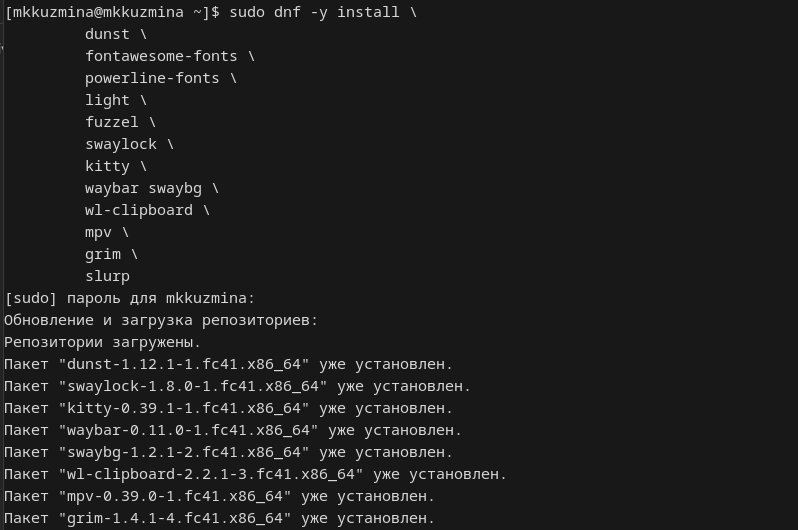 [mkkuzmina@mkkuzmina ~]$ sudo dnf -y install \
dunst \
fontawesome-fonts \
powerline-fonts \
light \
fuzzel \
swaylock \
kitty \
waybar swaybg \
wl-clipboard \
mpv \
grim \
slurp
[sudo] пароль для mkkuzmina:
Обновление и загрузка репозиториев:
Репозитории загружены.
Пакет "dunst-1.12.1-1.fc41.x86_64" уже установлен.
Пакет "swaylock-1.8.0-1.fc41.x86_64" уже установлен.
Пакет "kitty-0.39.1-1.fc41.x86_64" уже установлен.
Пакет "waybar-0.11.0-1.fc41.x86_64" уже установлен.
Пакет "swaybg-1.2.1-2.fc41.x86_64" уже установлен.
Пакет "wl-clipboard-2.2.1-3.fc41.x86_64" уже установлен.
Пакет "mpv-0.39.0-1.fc41.x86_64" уже установлен.
Пакет "grim-1.4.1-4.fc41.x86_64" уже установлен.